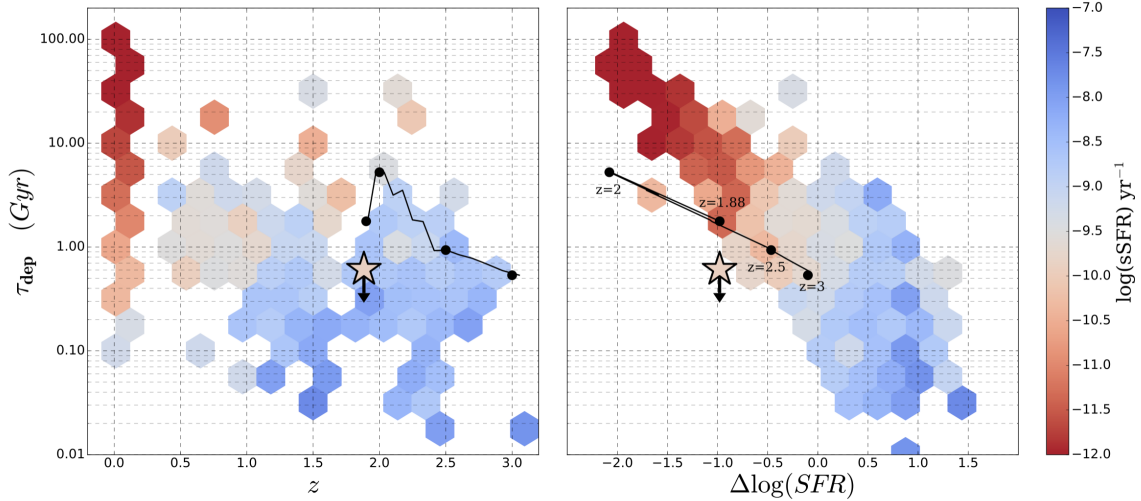 100.00
10.00
1.00
0.10
0.01
τdep (Gyr)
0.0 0.5 1.0 1.5 2.0 2.5 3.0
z
z=2
z=1.88
z=2.5
z=3
−2.0 −1.5 −1.0 −0.5 0.0 0.5 1.0 1.5
Δlog(SFR)
−7.0
−7.5
−8.0
−8.5
−9.0
−9.5
−10.0
−10.5
−11.0
−11.5
−12.0
log(sSFR) yr⁻¹